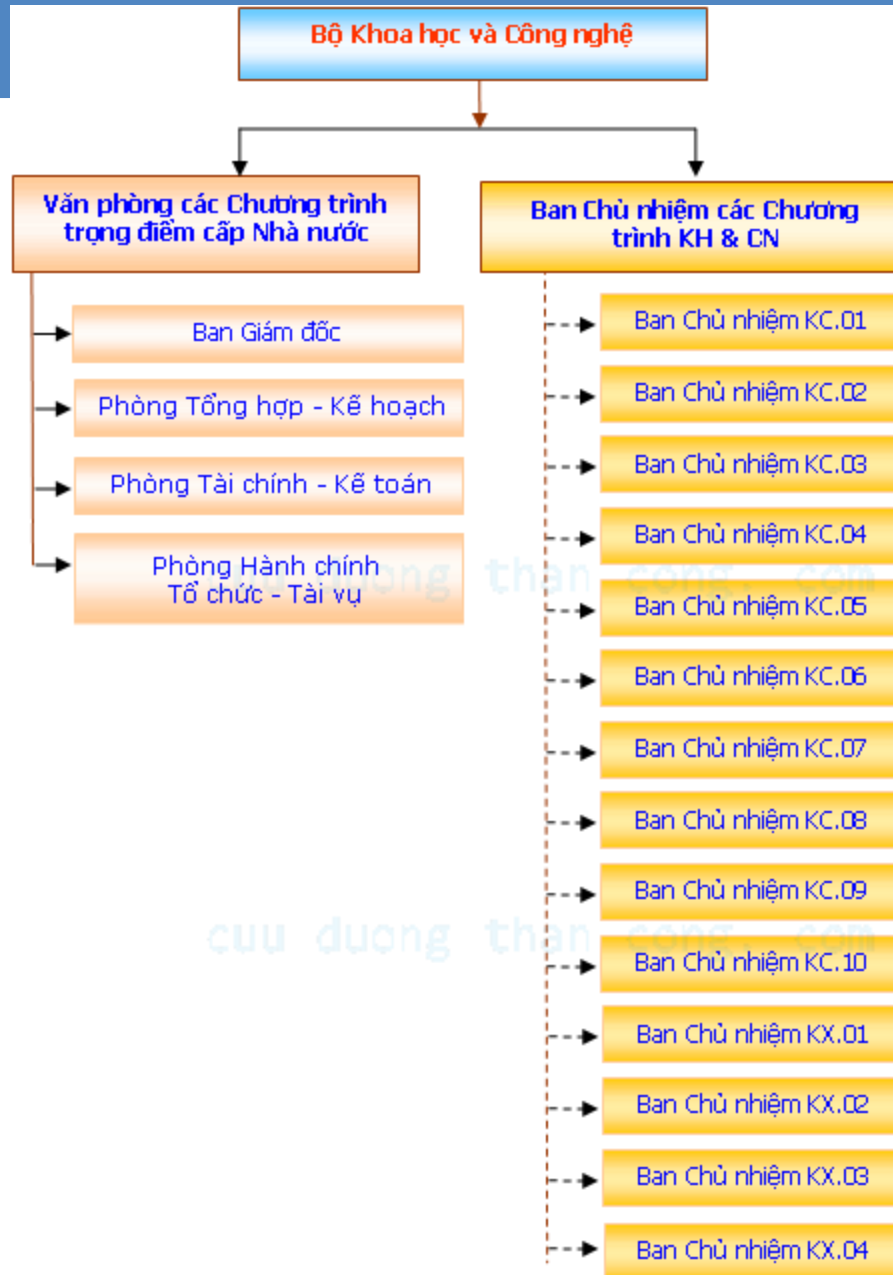 Bộ Khoa học và Công nghệ
Văn phòng các Chương trình
trọng điểm cấp Nhà nước
Ban Giám đốc
Phòng Tổng hợp - Kế hoạch
Phòng Tài chính - Kế toán
Phòng Hành chính
Tổ chức - Tài vụ
Ban Chủ nhiệm các Chương
trình KH & CN
Ban Chủ nhiệm KC.01
Ban Chủ nhiệm KC.02
Ban Chủ nhiệm KC.03
Ban Chủ nhiệm KC.04
Ban Chủ nhiệm KC.05
Ban Chủ nhiệm KC.06
Ban Chủ nhiệm KC.07
Ban Chủ nhiệm KC.08
Ban Chủ nhiệm KC.09
Ban Chủ nhiệm KC.10
Ban Chủ nhiệm KX.01
Ban Chủ nhiệm KX.02
Ban Chủ nhiệm KX.03
Ban Chủ nhiệm KX.04
cuu duong than cong. com
cuu duong than cong. com